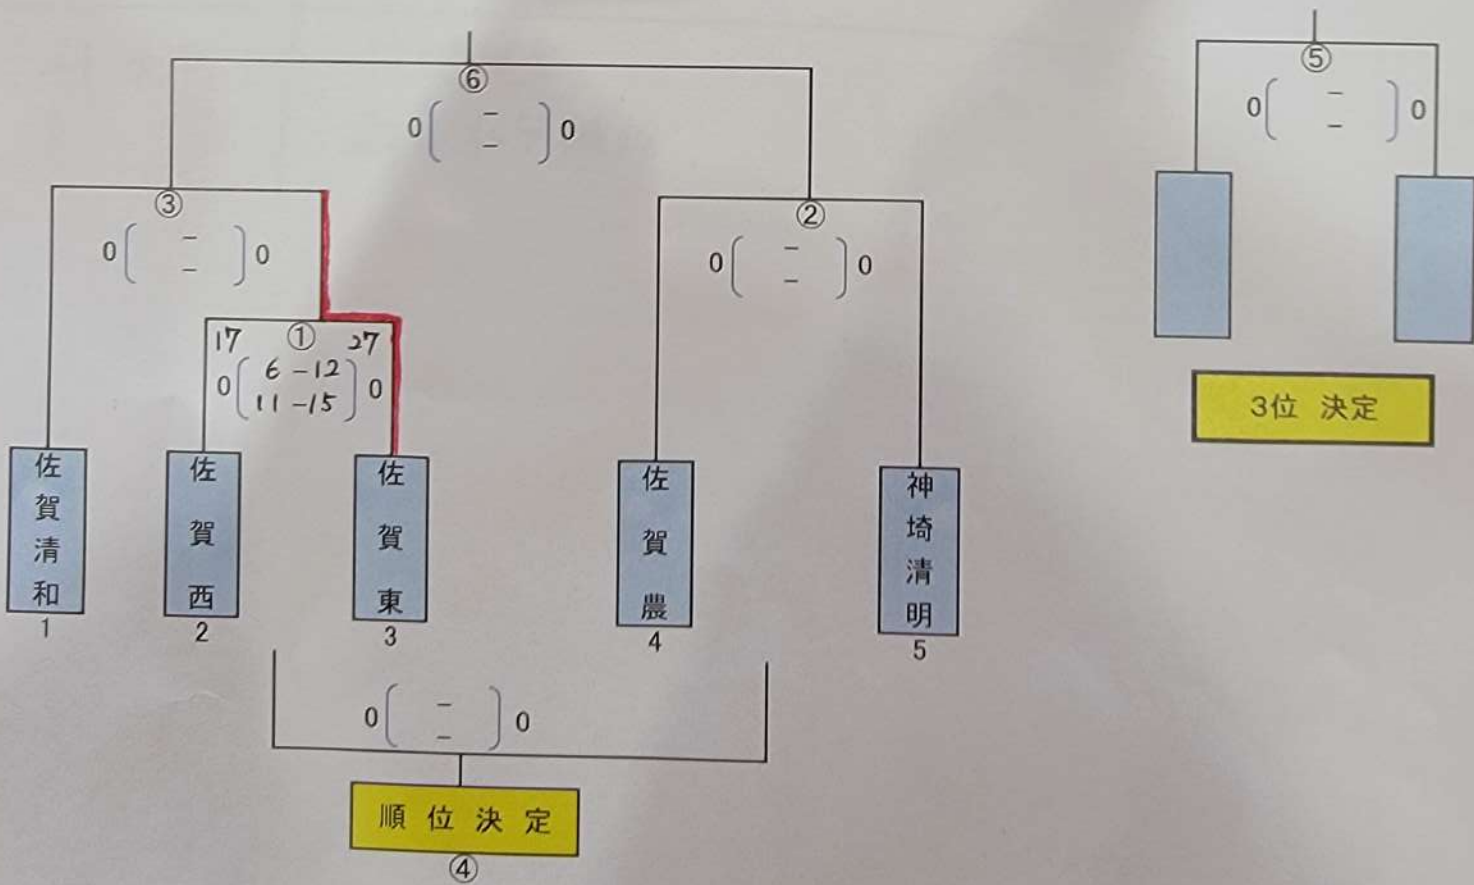 ⑥
0 ( - - ) 0
⑤
0 ( - - ) 0
③
0 ( - - ) 0
②
0 ( - - ) 0
17 ① 27
0 ( 6 - 12
11 - 15 ) 0
3位 決定
佐賀清和
1
佐賀西
2
佐賀東
3
佐賀農
4
神埼清明
5
0 ( - - ) 0
順位決定
④